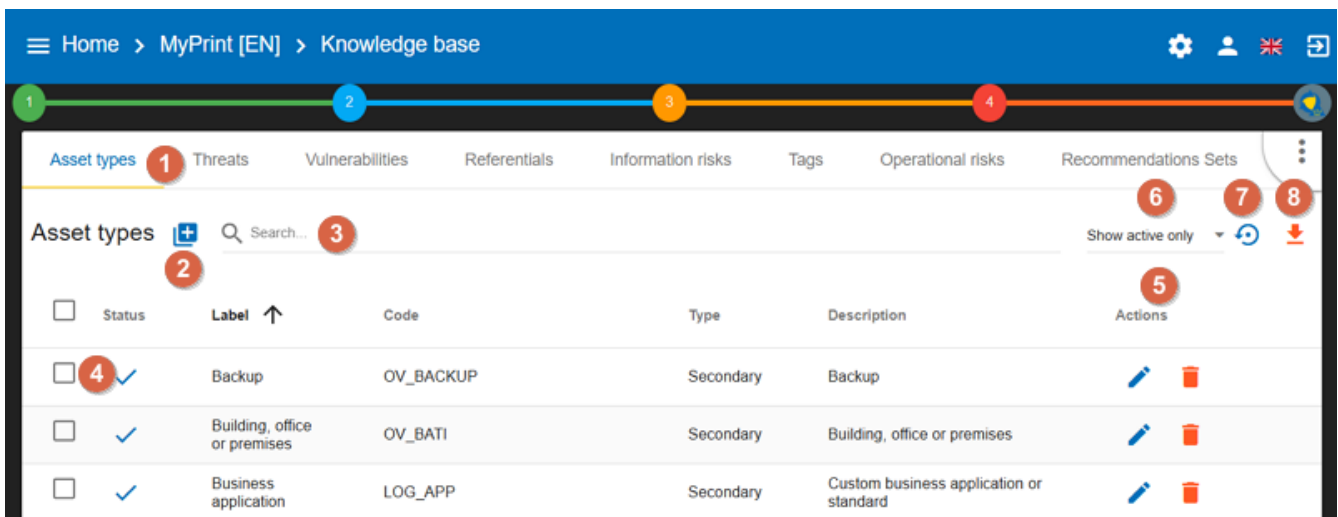 Home > MyPrint [EN] > Knowledge base
1 2 3 4
Asset types 1 Threats Vulnerabilities Referentials Information risks Tags Operational risks Recommendations Sets
6 7 8
Asset types Search... 3 Show active only
2 5
Status Label Code Type Description Actions
4 Backup OV_BACKUP Secondary Backup
Building, office
or premises OV_BATI Secondary Building, office or premises
Business
application LOG_APP Secondary Custom business application or
standard